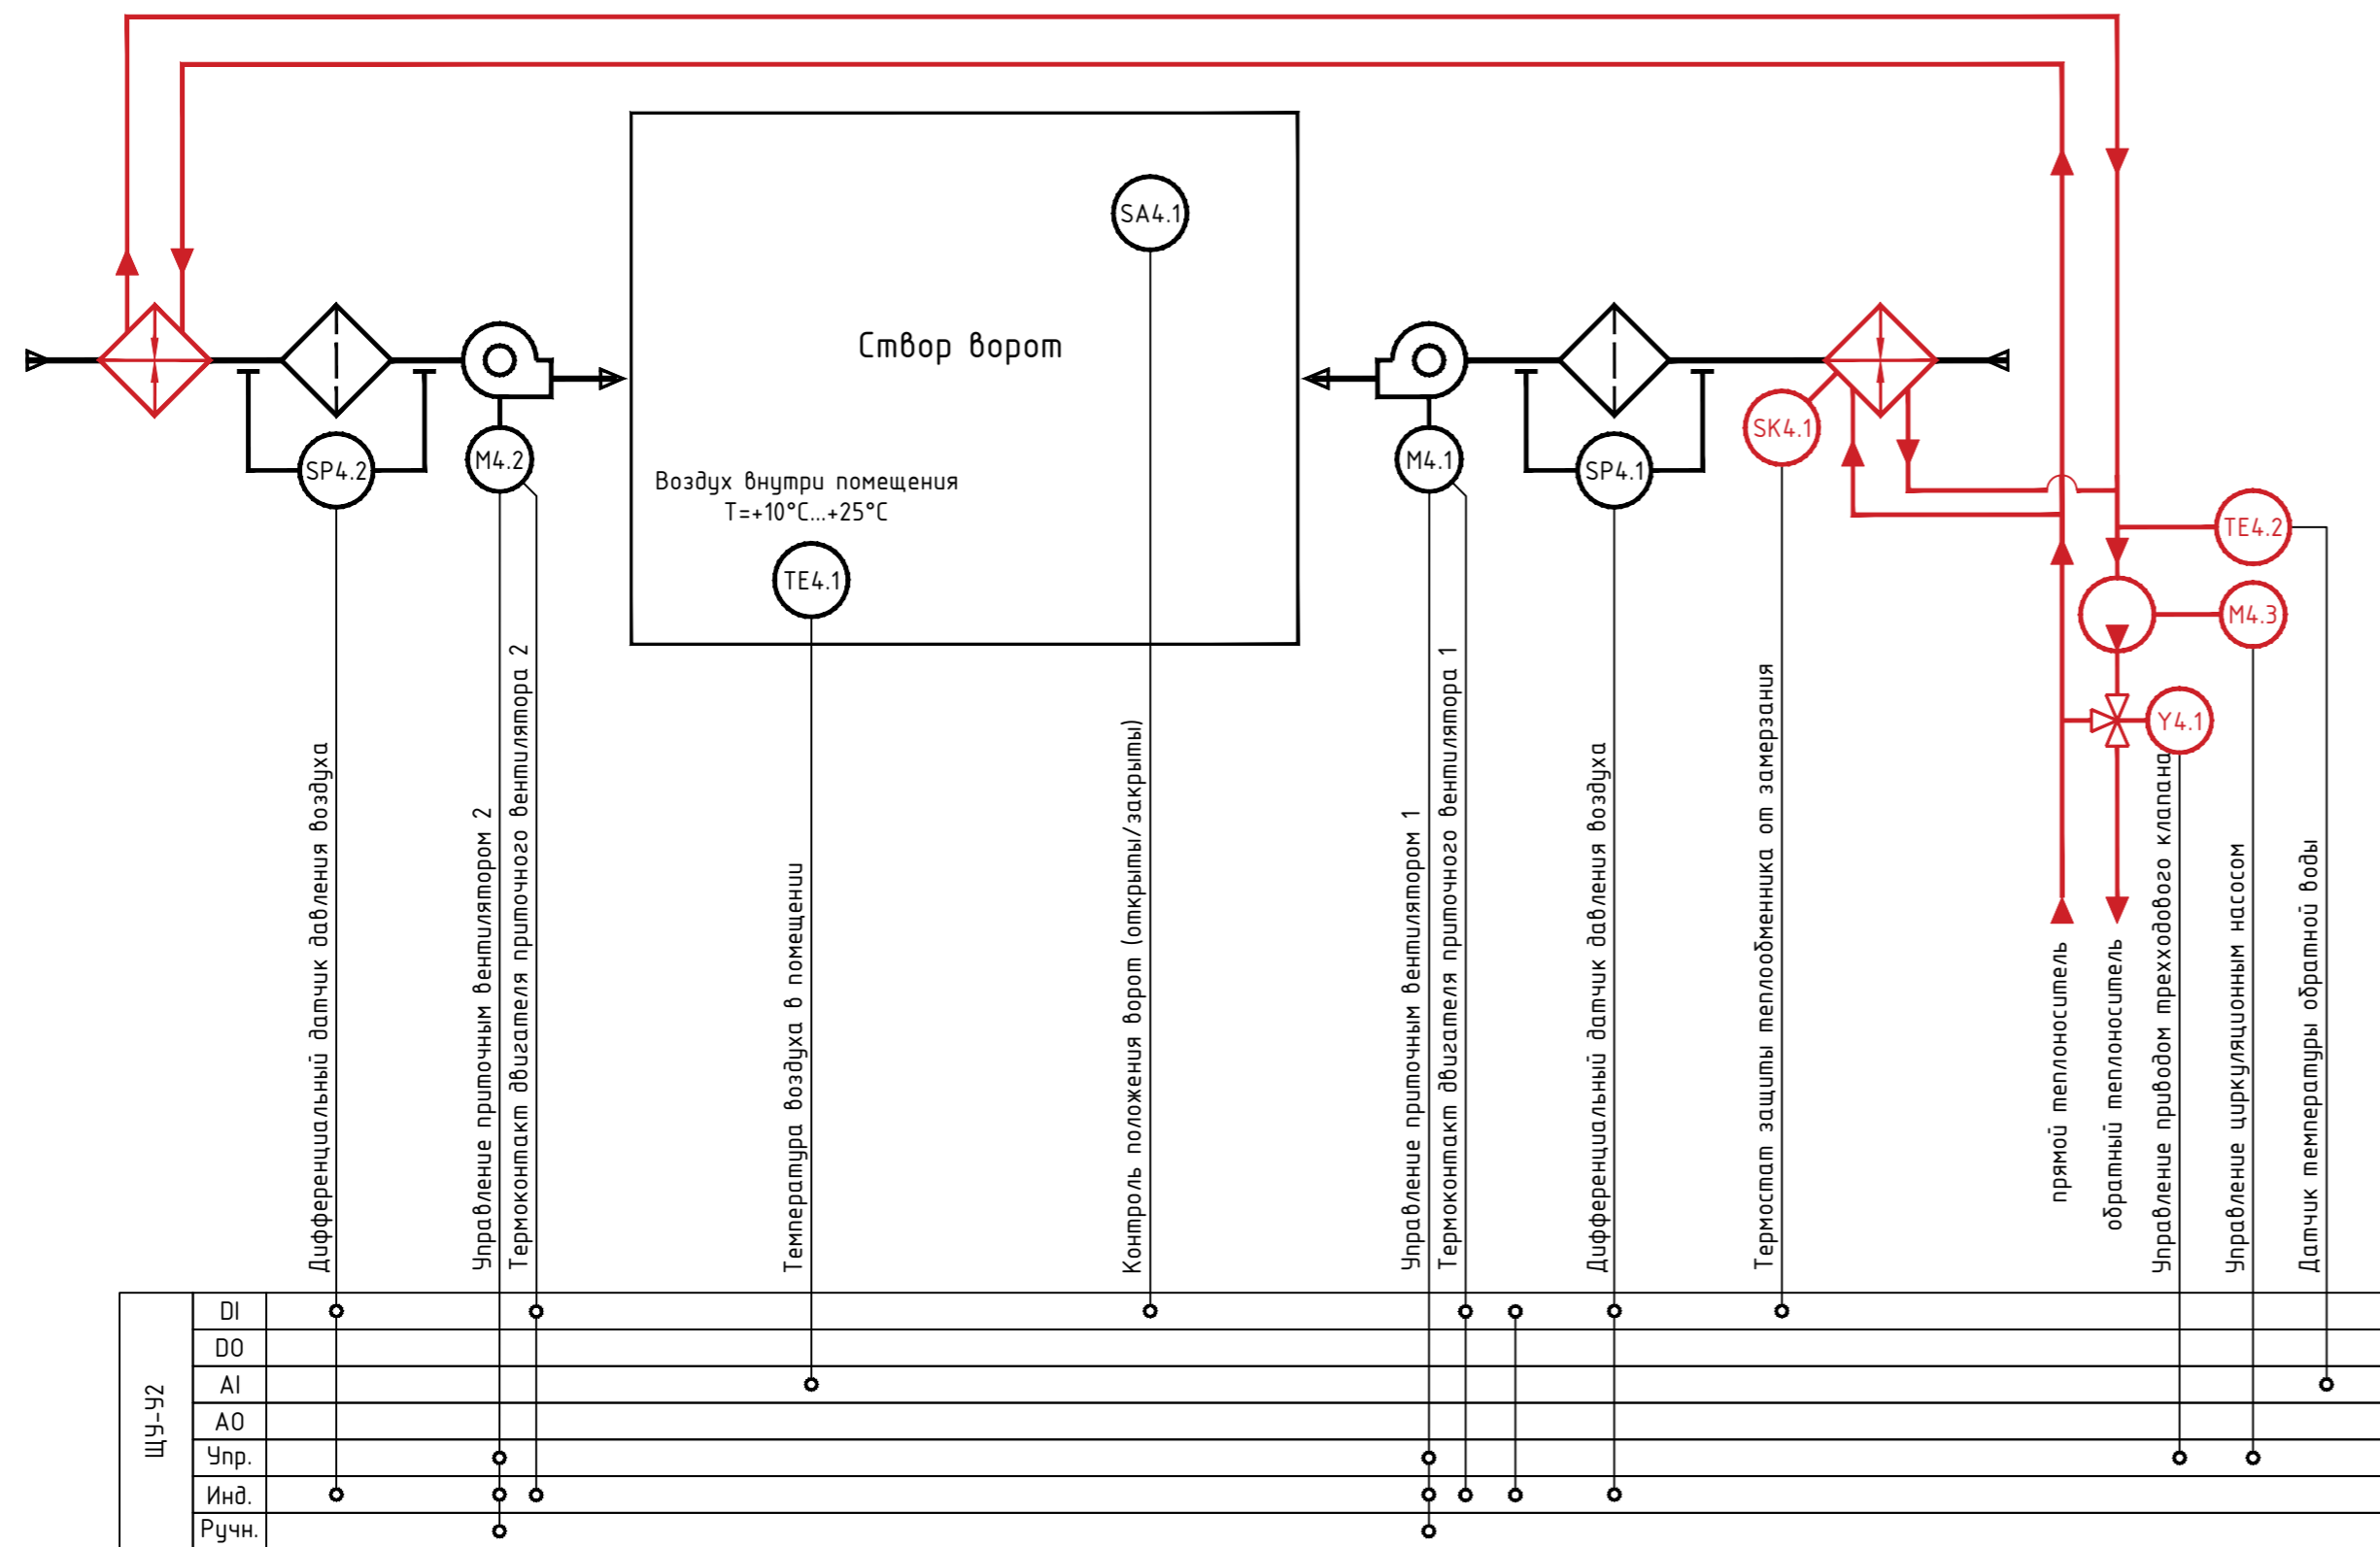 SA4.1
Створ ворот
SP4.2
M4.2
M4.1
SP4.1
SK4.1
Воздух внутри помещения
T=+10°C...+25°C
TE4.1
TE4.2
M4.3
Y4.1
Дифференциальный датчик давления воздуха
Управление приточным вентилятором 2
Термоконтакт двигателя приточного вентилятора 2
Температура воздуха в помещении
Контроль положения ворот (открыты/закрыты)
Управление приточным вентилятором 1
Термоконтакт двигателя приточного вентилятора 1
Дифференциальный датчик давления воздуха
Термостат защиты теплообменника от замерзания
прямой теплоноситель
обратный теплоноситель
Управление приводом трехходового клапана
Управление циркуляционным насосом
Датчик температуры обратной воды
ЩУ-У2
DI
DO
AI
AO
Упр.
Инд.
Ручн.